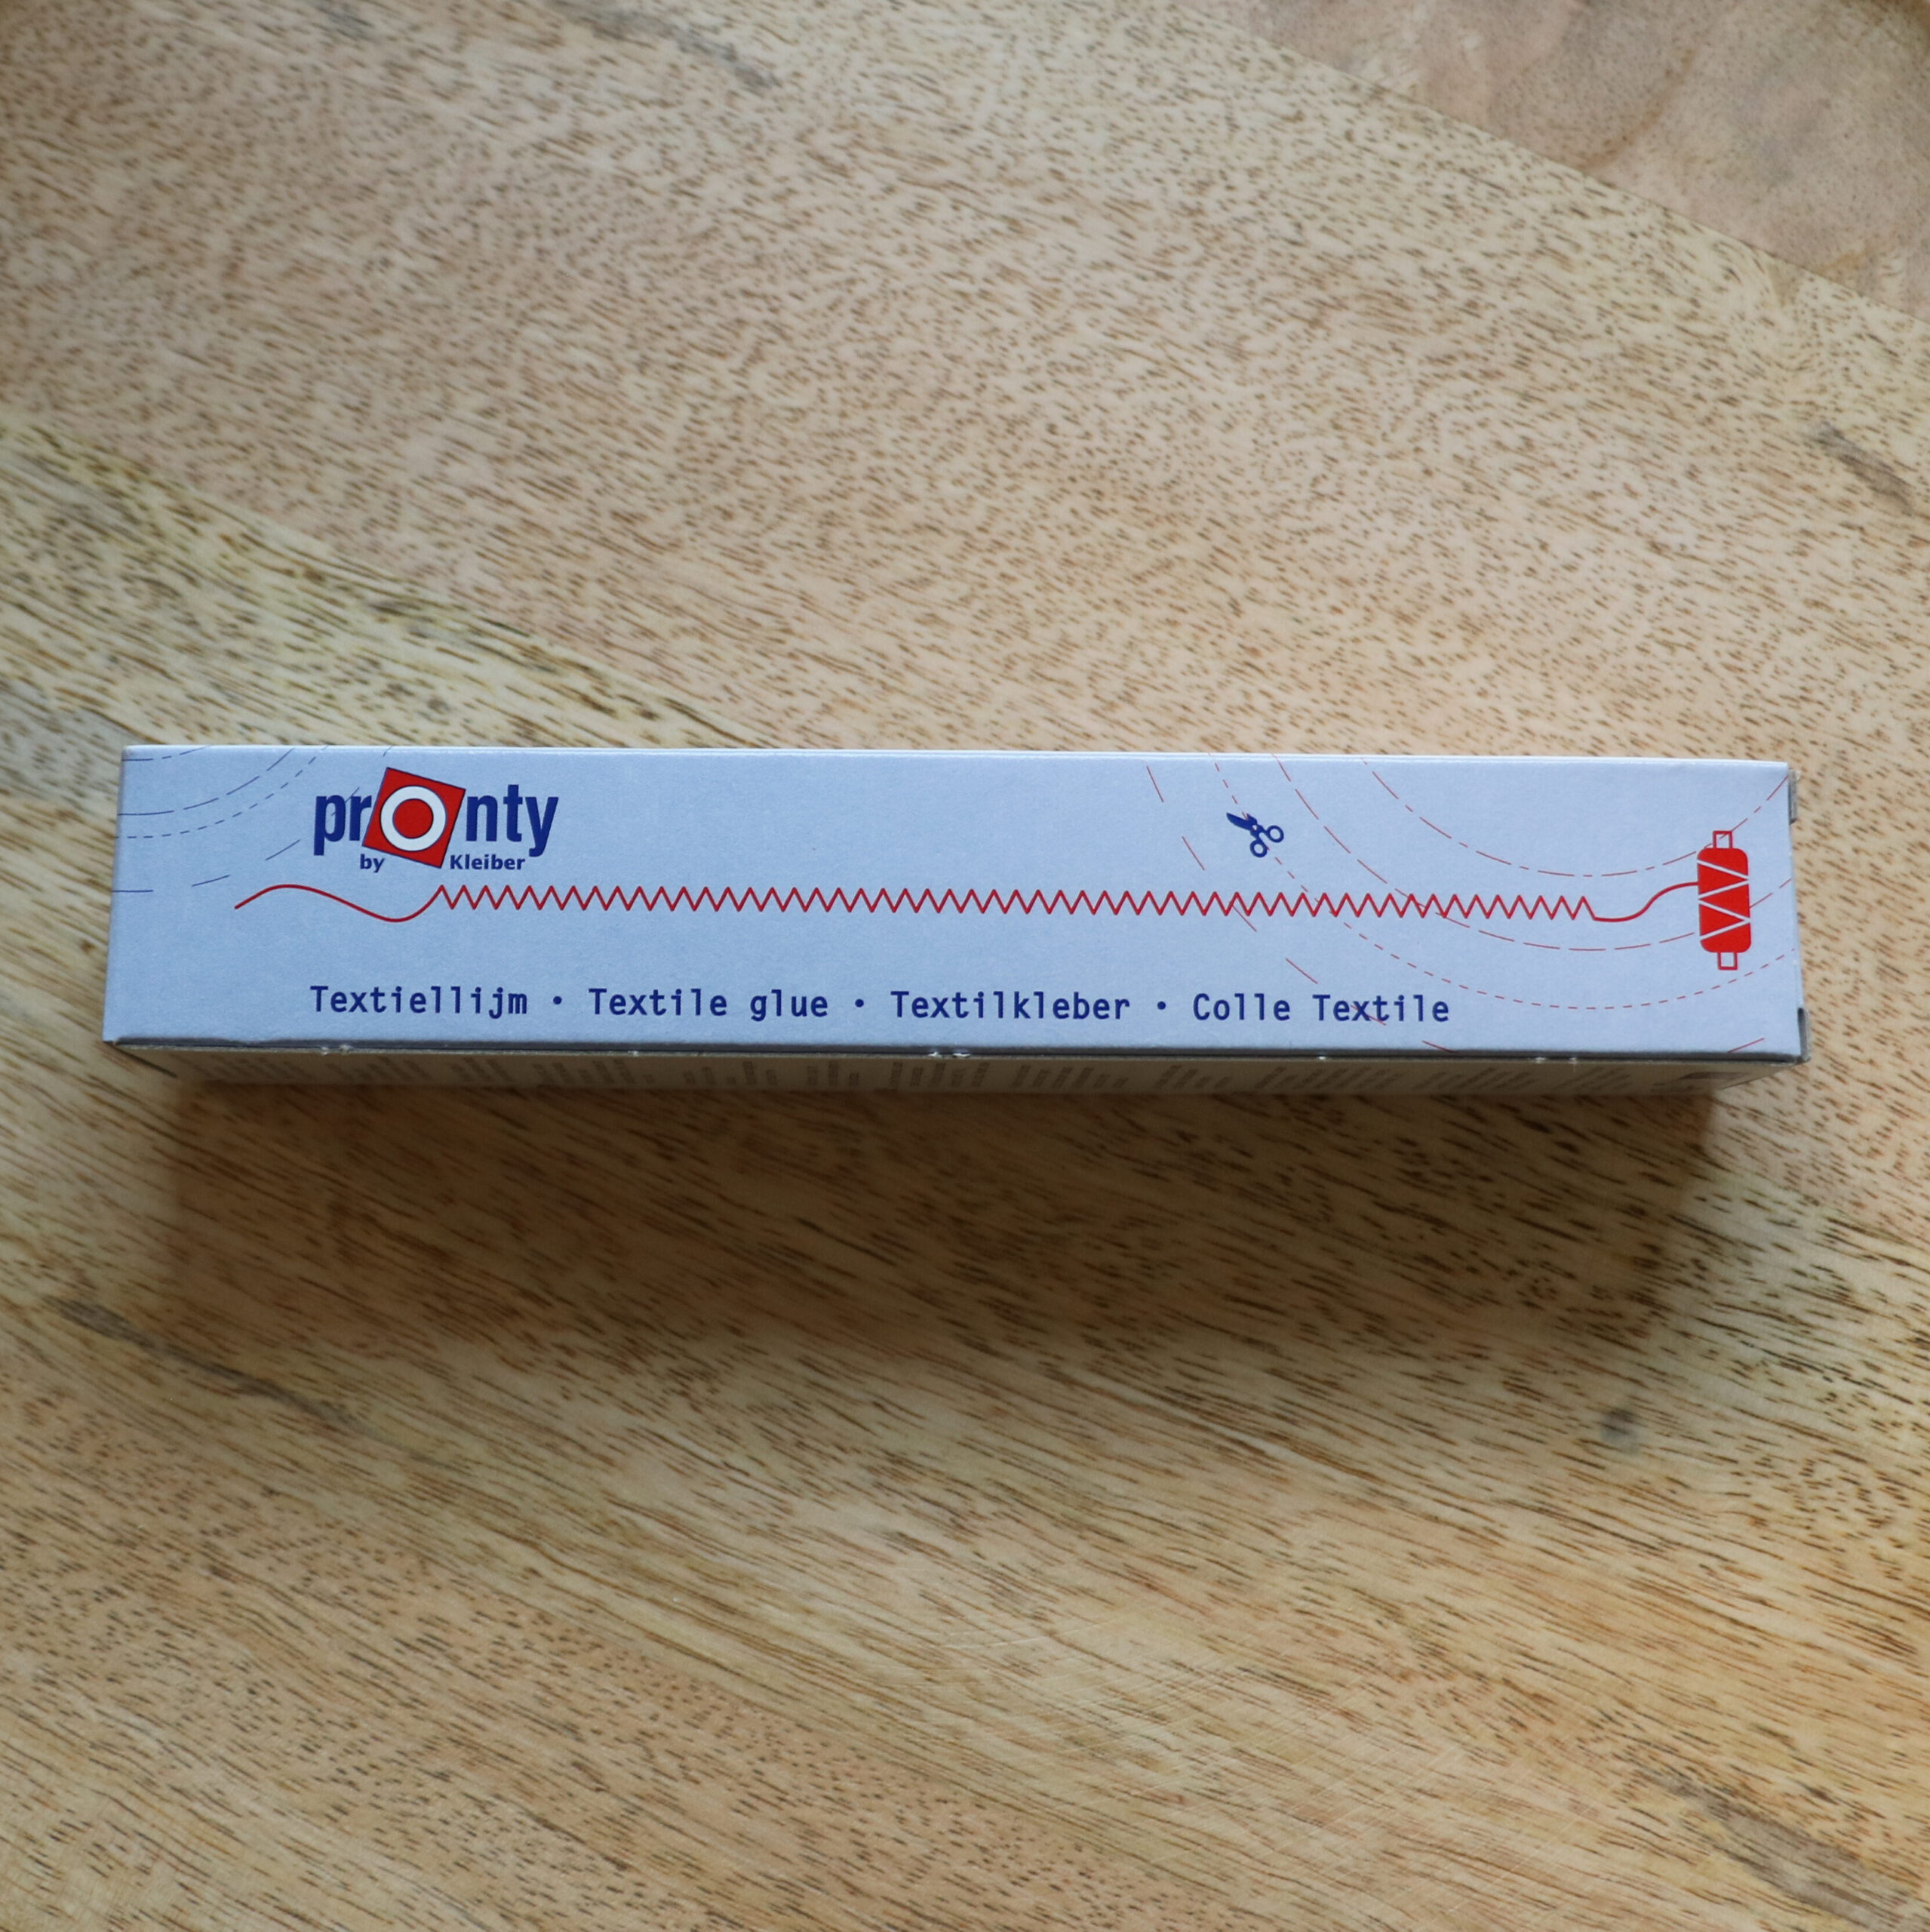 pronty
by Kleiber
Textiellijm • Textile glue • Textilkleber • Colle Textile